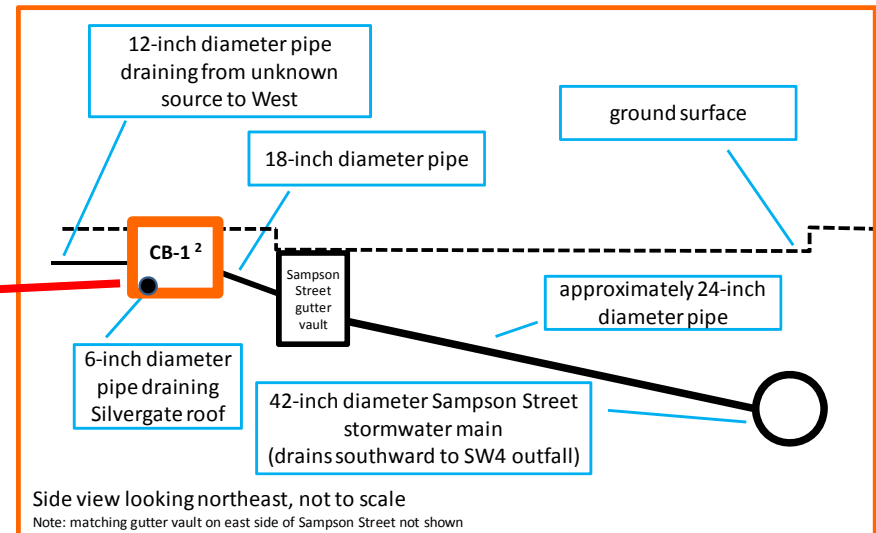 12-inch diameter pipe
draining from unknown
source to West
ground surface
18-inch diameter pipe
CB-1 ²
Sampson
Street
gutter
vault
approximately 24-inch
diameter pipe
6-inch diameter
pipe draining
Silvergate roof
42-inch diameter Sampson Street
stormwater main
(drains southward to SW4 outfall)
Side view looking northeast, not to scale
Note: matching gutter vault on east side of Sampson Street not shown